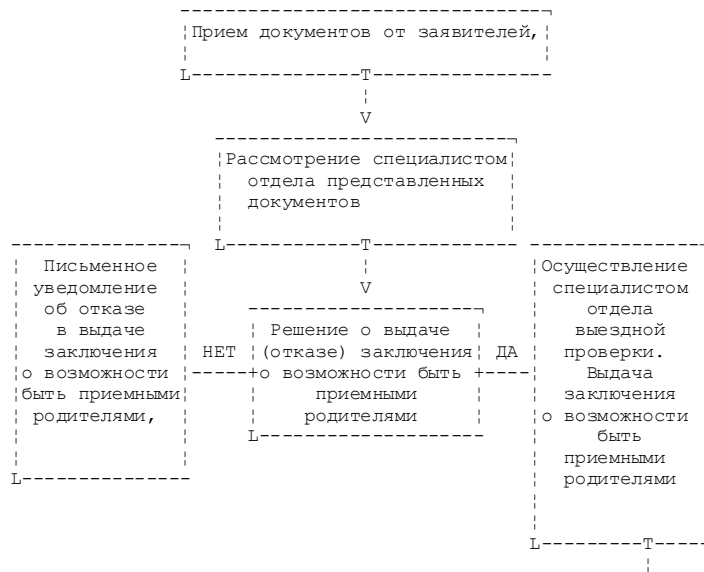 Прием документов от заявителей,
Рассмотрение специалистом
отдела представленных
документов
Письменное
уведомление
об отказе
в выдаче
заключения
о возможности
быть приемными
родителями,
НЕТ
Решение о выдаче
(отказе) заключения
о возможности быть
приемными
родителями
ДА
Осуществление
специалистом
отдела
выездной
проверки.
Выдача
заключения
о возможности
быть
приемными
родителями